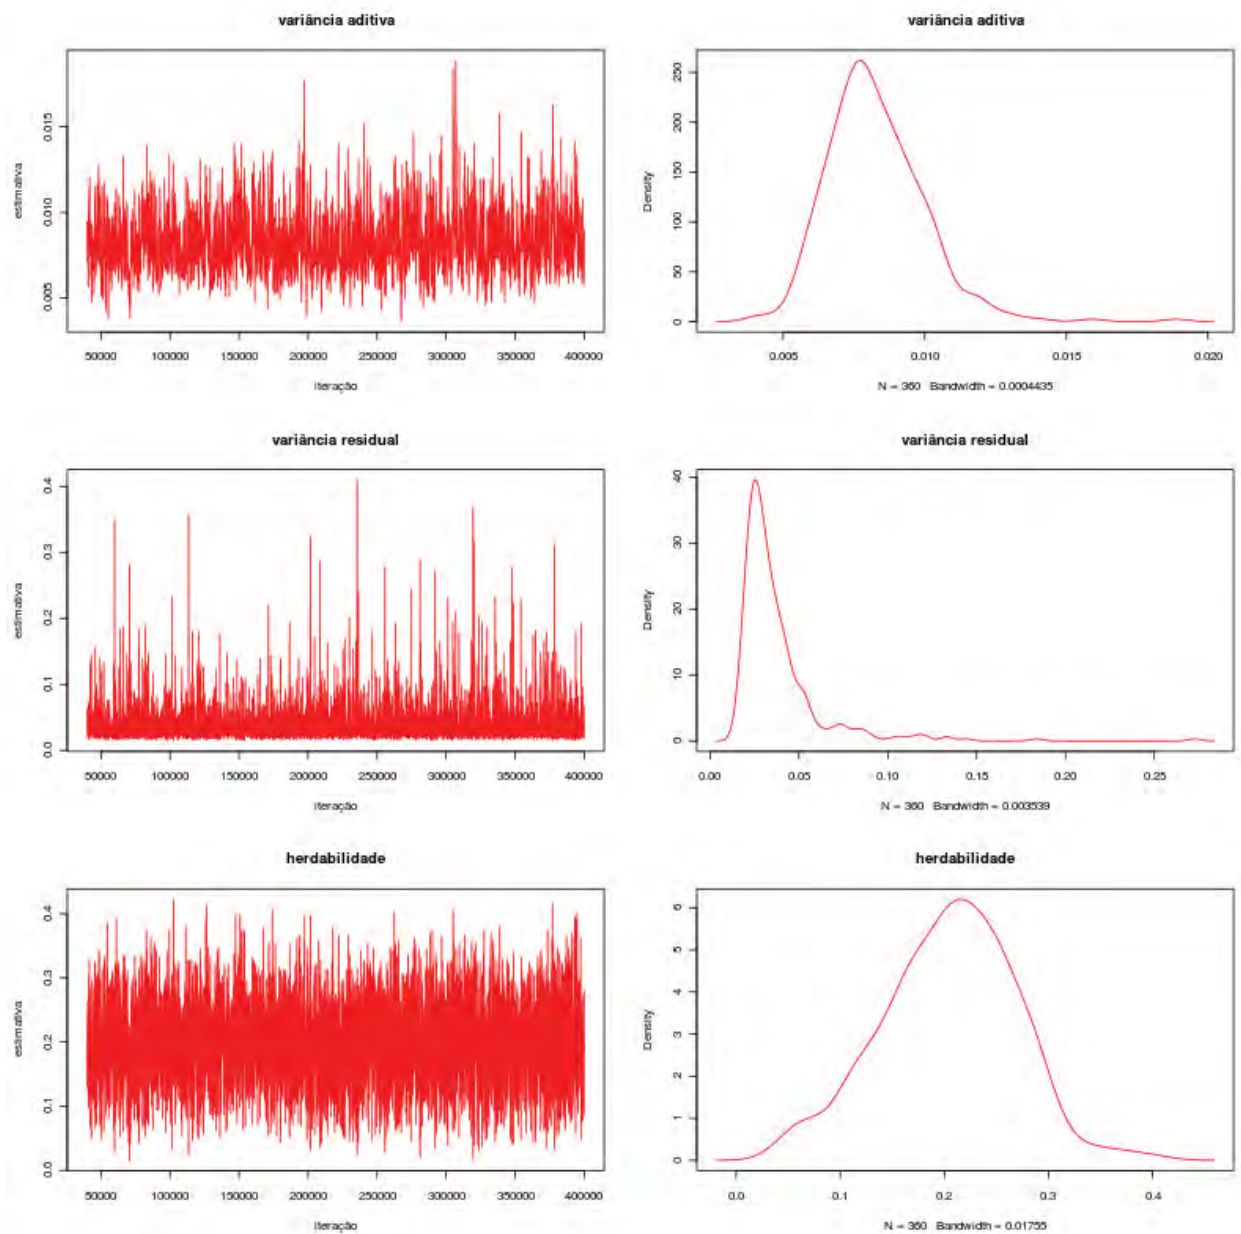 variância aditiva
estimativa
0.005 0.010 0.015
50000 100000 150000 200000 250000 300000 350000 400000
iteração
variância aditiva
Density
0 50 100 150 200 250
0.005 0.010 0.015 0.020
N = 360 Bandwidth = 0.0004435
variância residual
estimativa
0.0 0.1 0.2 0.3 0.4
50000 100000 150000 200000 250000 300000 350000 400000
iteração
variância residual
Density
0 10 20 30 40
0.00 0.05 0.10 0.15 0.20 0.25
N = 360 Bandwidth = 0.003539
herdabilidade
estimativa
0.0 0.1 0.2 0.3 0.4
50000 100000 150000 200000 250000 300000 350000 400000
iteração
herdabilidade
Density
0 1 2 3 4 5 6
0.0 0.1 0.2 0.3 0.4
N = 360 Bandwidth = 0.01755